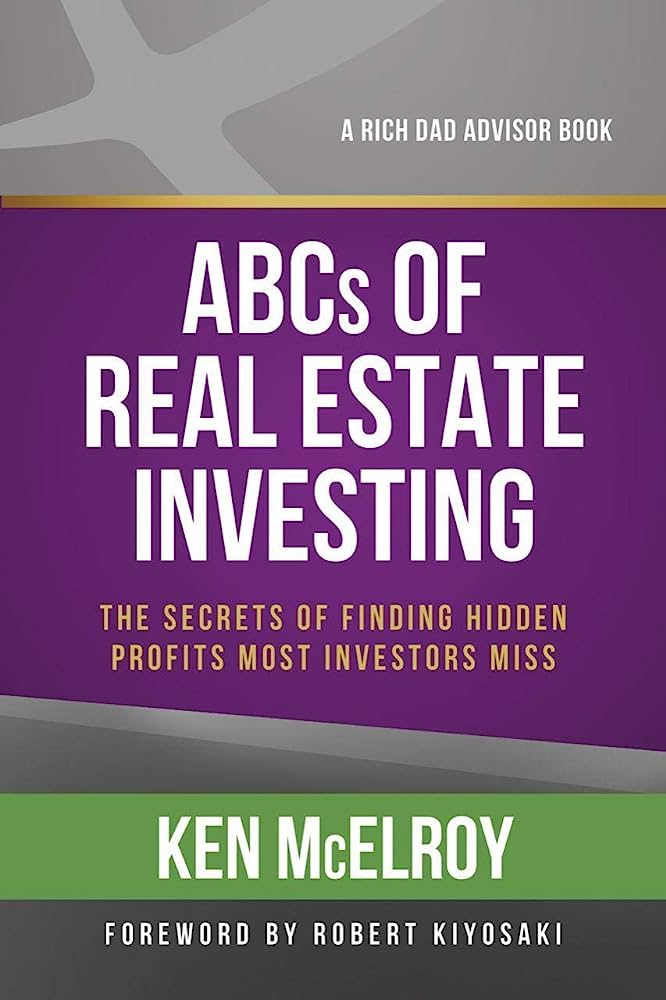 A RICH DAD ADVISOR BOOK
ABCs OF
REAL ESTATE
INVESTING
THE SECRETS OF FINDING HIDDEN
PROFITS MOST INVESTORS MISS
KEN McELROY
FOREWORD BY ROBERT KIYOSAKI